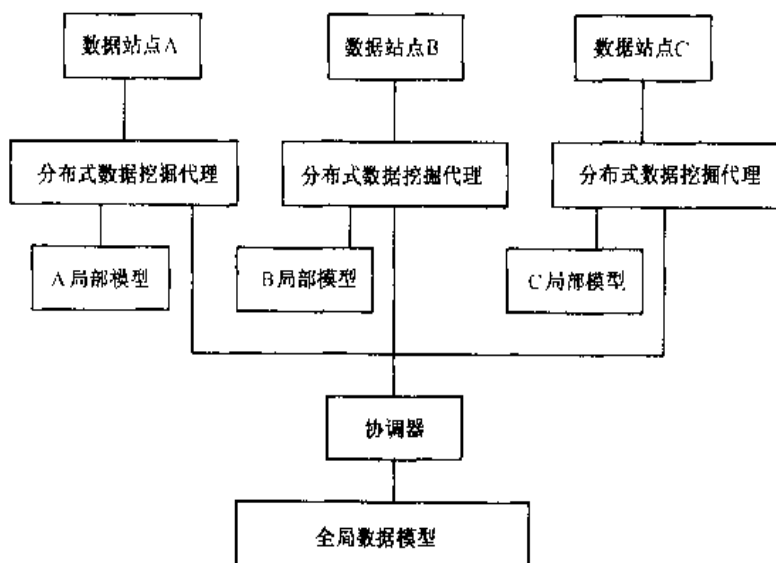 数据站点A
数据站点B
数据站点C
分布式数据挖掘代理
分布式数据挖掘代理
分布式数据挖掘代理
A局部模型
B局部模型
C局部模型
协调器
全局数据模型